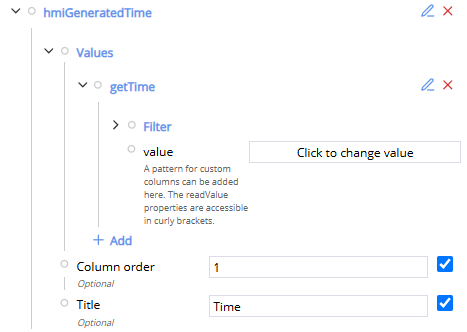 hmiGeneratedTime
Values
getTime
Filter
value
Click to change value
A pattern for custom
columns can be added
here. The readValue
properties are accessible
in curly brackets.
Add
Column order
1
Optional
Title
Time
Optional